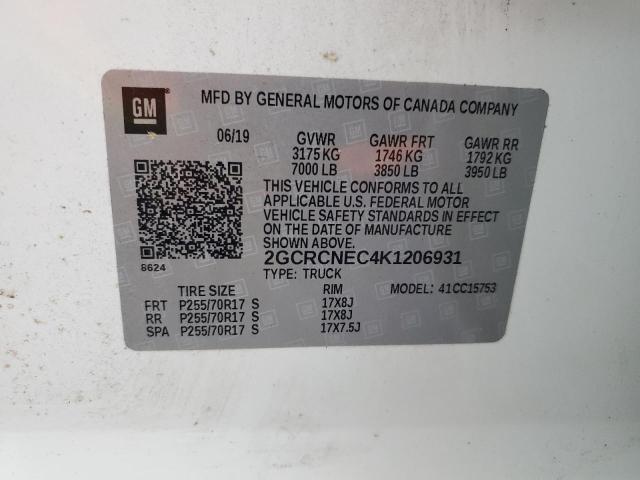 GM
MFD BY GENERAL MOTORS OF CANADA COMPANY
06/19 GVWR GAWR FRT GAWR RR
3175 KG 1746 KG 1792 KG
7000 LB 3850 LB 3950 LB
THIS VEHICLE CONFORMS TO ALL
APPLICABLE U.S. FEDERAL MOTOR
VEHICLE SAFETY STANDARDS IN EFFECT
ON THE DATE OF MANUFACTURE
SHOWN ABOVE.
8624 2GCRCNEC4K1206931
TYPE: TRUCK
TIRE SIZE RIM MODEL: 41CC15753
FRT P255/70R17 S 17X8J
RR P255/70R17 S 17X8J
SPA P255/70R17 S 17X7.5J